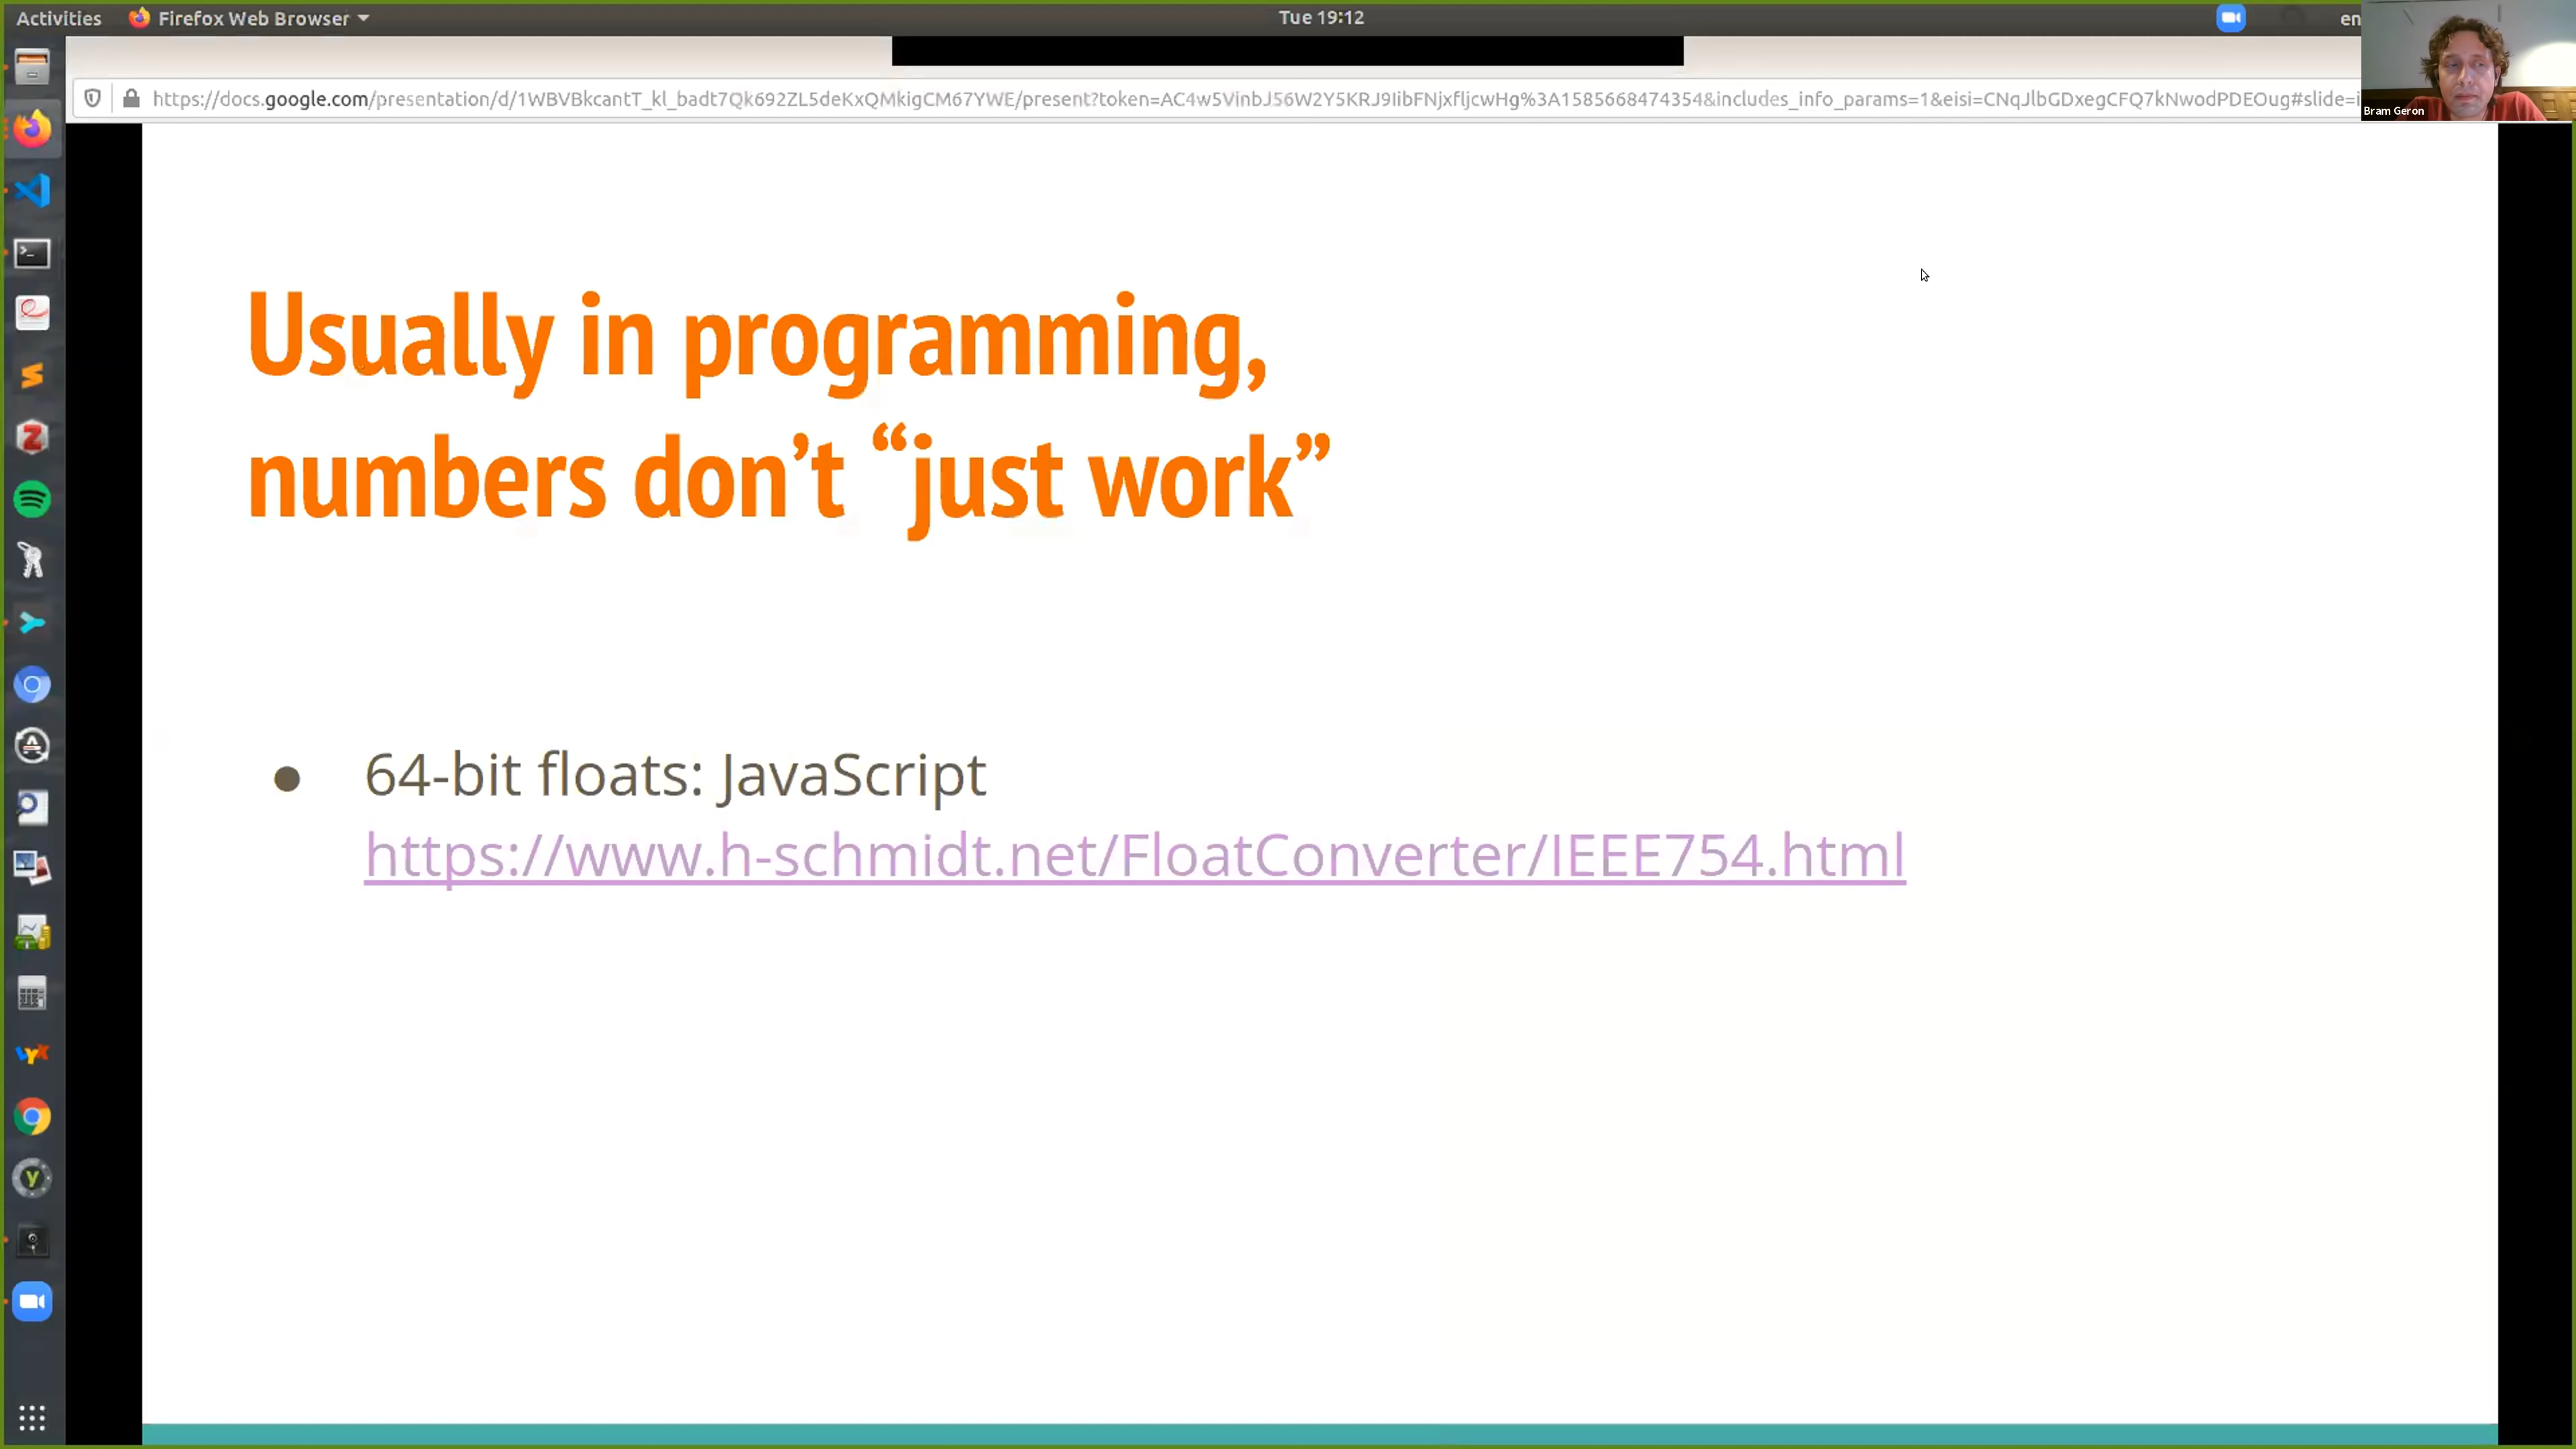 Activities Firefox Web Browser Tue 19:12 en
https://docs.google.com/presentation/d/1WBVBkcantT_kl_badt7Qk692ZL5deKxQMkigCM67YWE/present?token=AC4w5VinbJ56W2Y5KRJ9IibFNjxfljcwHg%3A1585668474354&includes_info_params=1&eisi=CNqJlbGDxegCFQ7kNwodPDEOug#slide=i
Bram Geron
Usually in programming,
numbers don’t “just work”
● 64-bit floats: JavaScript
https://www.h-schmidt.net/FloatConverter/IEEE754.html